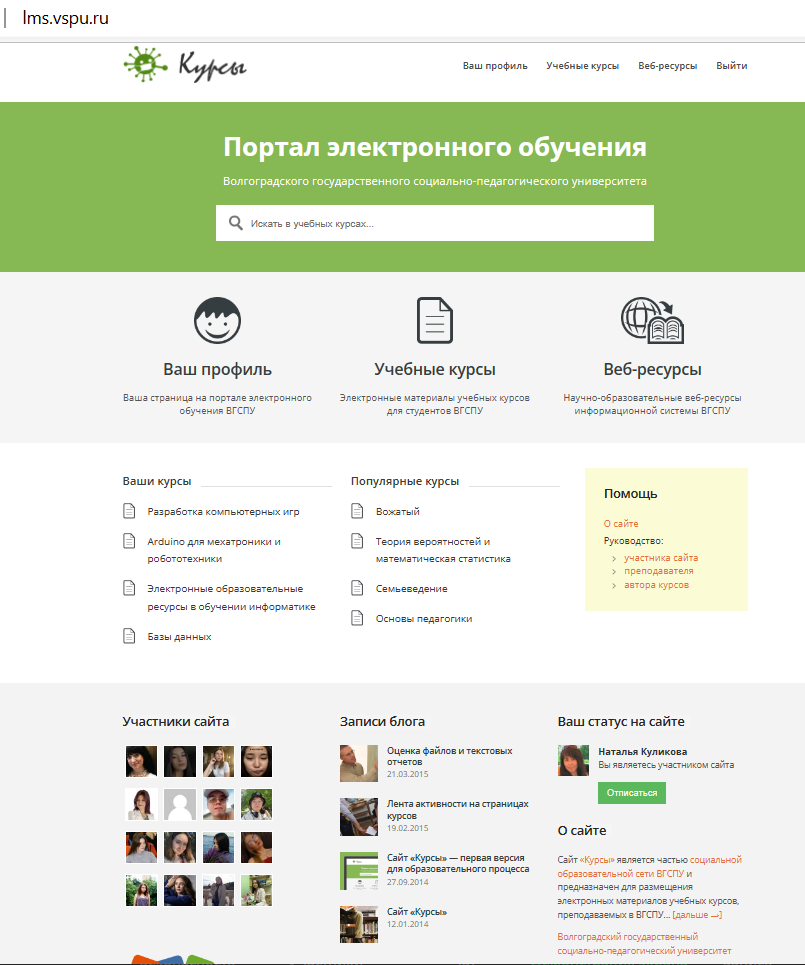 lms.vspu.ru
Курсы
Ваш профиль
Учебные курсы
Веб-ресурсы
Выйти
Портал электронного обучения
Волгоградского государственного социально-педагогического университета
Искать в учебных курсах...
Ваш профиль
Ваша страница на портале электронного
обучения ВГСПУ
Учебные курсы
Электронные материалы учебных курсов
для студентов ВГСПУ
Веб-ресурсы
Научно-образовательные веб-ресурсы
информационной системы ВГСПУ
Ваши курсы
Разработка компьютерных игр
Arduino для мехатроники и
робототехники
Электронные образовательные
ресурсы в обучении информатике
Базы данных
Популярные курсы
Вожатый
Теория вероятностей и
математическая статистика
Семьеведение
Основы педагогики
Помощь
О сайте
Руководство:
участника сайта
преподавателя
автора курсов
Участники сайта
Записи блога
Оценка файлов и текстовых
отчетов
21.03.2015
Лента активности на страницах
курсов
19.02.2015
Сайт «Курсы» — первая версия
для образовательного процесса
27.09.2014
Сайт «Курсы»
12.01.2014
Ваш статус на сайте
Наталья Куликова
Вы являетесь участником сайта
Отписаться
О сайте
Сайт «Курсы» является частью социальной
образовательной сети ВГСПУ и
предназначен для размещения
электронных материалов учебных курсов,
преподаваемых в ВГСПУ... [дальше →]
Волгоградский государственный
социально-педагогический университет